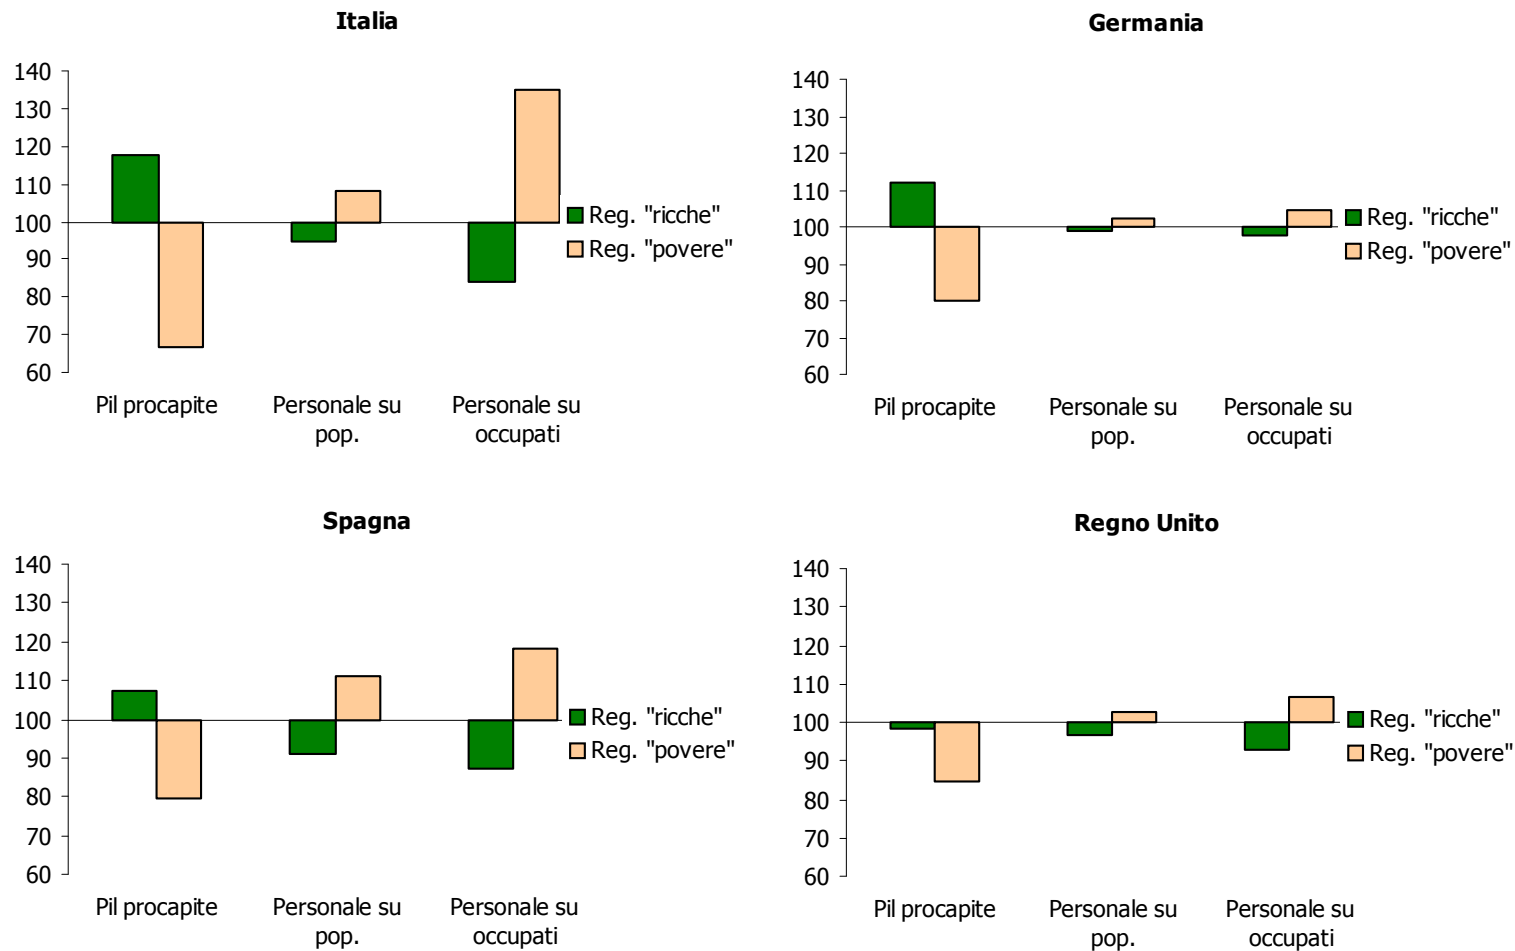 Italia
140
130
120
110
100
90
80
70
60
Pil procapite
Personale su
pop.
Personale su
occupati
Reg. "ricche"
Reg. "povere"
Germania
140
130
120
110
100
90
80
70
60
Pil procapite
Personale su
pop.
Personale su
occupati
Reg. "ricche"
Reg. "povere"
Spagna
140
130
120
110
100
90
80
70
60
Pil procapite
Personale su
pop.
Personale su
occupati
Reg. "ricche"
Reg. "povere"
Regno Unito
140
130
120
110
100
90
80
70
60
Pil procapite
Personale su
pop.
Personale su
occupati
Reg. "ricche"
Reg. "povere"